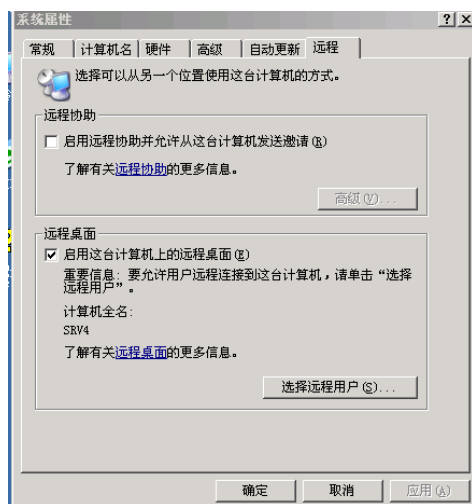 系统属性
常规 计算机名 硬件 高级 自动更新 远程
选择可以从另一个位置使用这台计算机的方式。
远程协助
启用远程协助并允许从这台计算机发送邀请(R)
了解有关远程协助的更多信息。
高级(V)...
远程桌面
启用这台计算机上的远程桌面(E)
重要信息: 要允许用户远程连接到这台计算机，请单击“选择
远程用户”。
计算机全名:
SRV4
了解有关远程桌面的更多信息。
选择远程用户(S)...
确定 取消 应用(A)